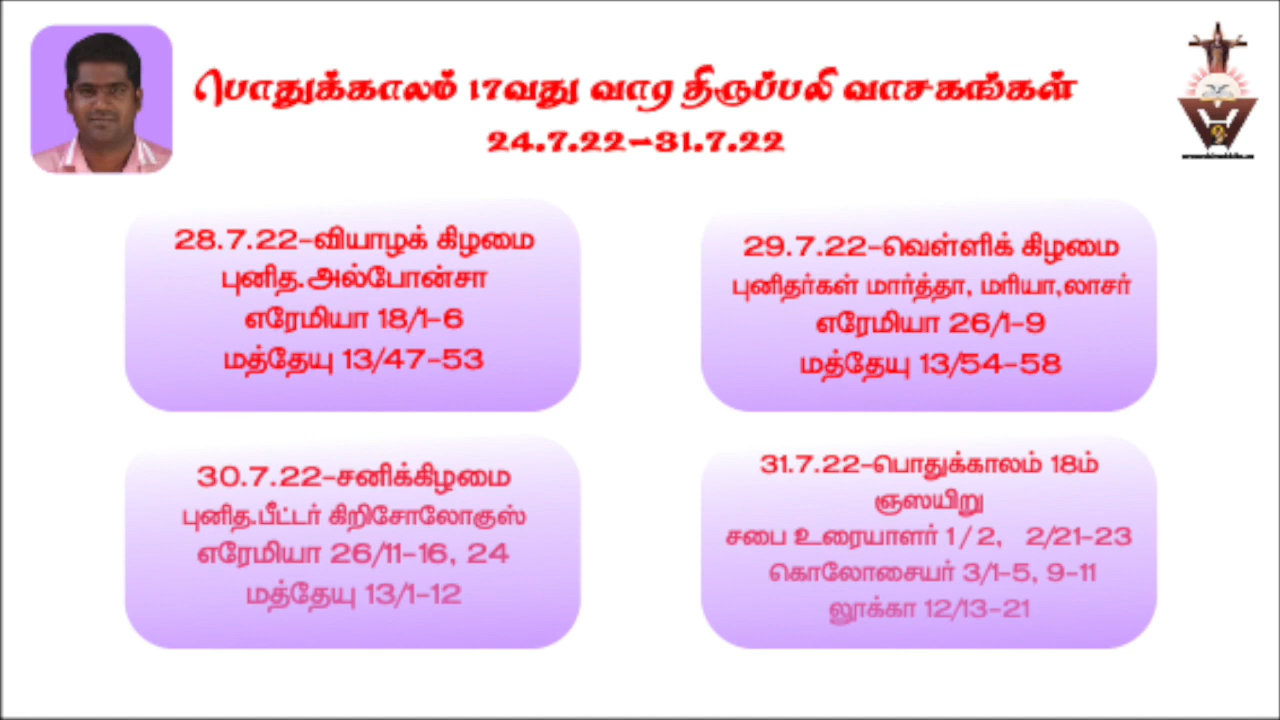 பொதுக்காலம் 17வது வார திருப்பலி வாசகங்கள்
24.7.22-31.7.22
28.7.22-வியாழக் கிழமை
புனித.அல்போன்சா
எரேமியா 18/1-6
மத்தேயு 13/47-53
29.7.22-வெள்ளிக் கிழமை
புனிதர்கள் மார்த்தா, மரியா,லாசர்
எரேமியா 26/1-9
மத்தேயு 13/54-58
30.7.22-சனிக்கிழமை
புனித.பீட்டர் கிறிசோலோகுஸ்
எரேமியா 26/11-16, 24
மத்தேயு 13/1-12
31.7.22-பொதுக்காலம் 18ம்
ஞஸயிறு
சபை உரையாளர் 1 / 2, 2/21-23
கொலோசையர் 3/1-5, 9-11
லூக்கா 12/13-21